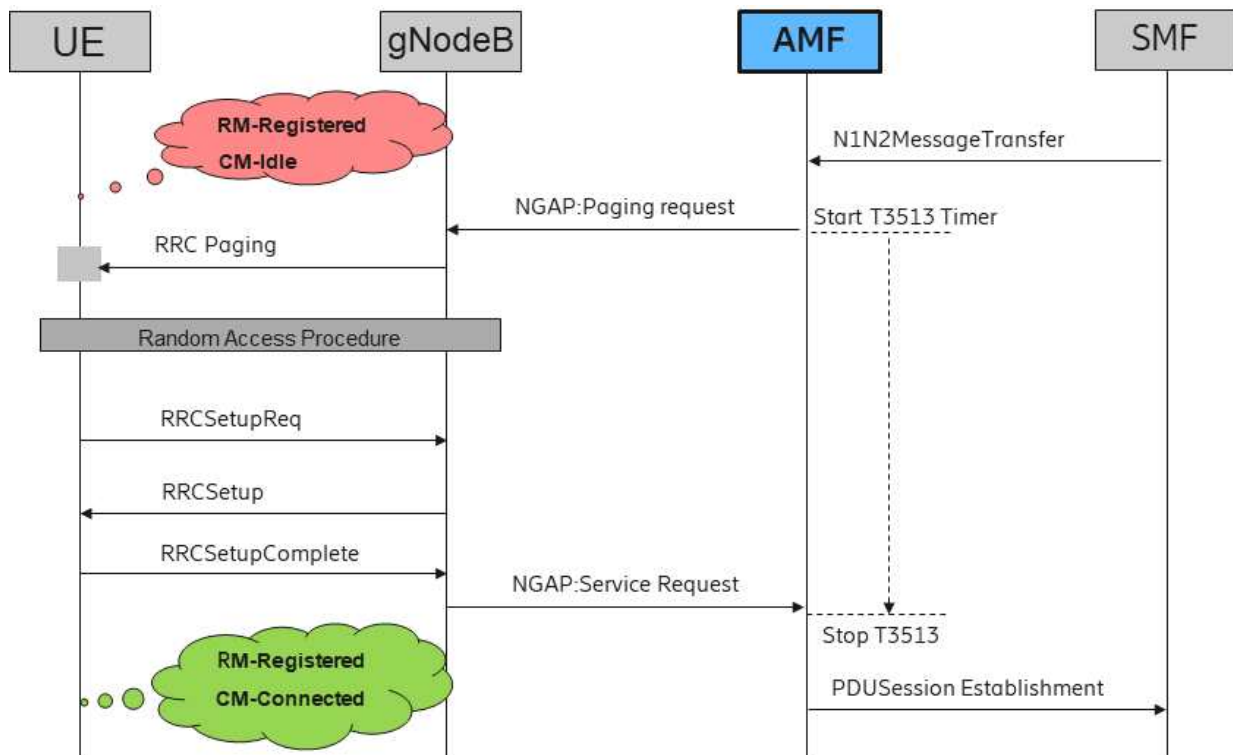 UE
gNodeB
AMF
SMF
RM-Registered
CM-Idle
N1N2MessageTransfer
NGAP:Paging request
Start T3513 Timer
RRC Paging
Random Access Procedure
RRCSetupReq
RRCSetup
RRCSetupComplete
NGAP:Service Request
Stop T3513
RM-Registered
CM-Connected
PDUSession Establishment